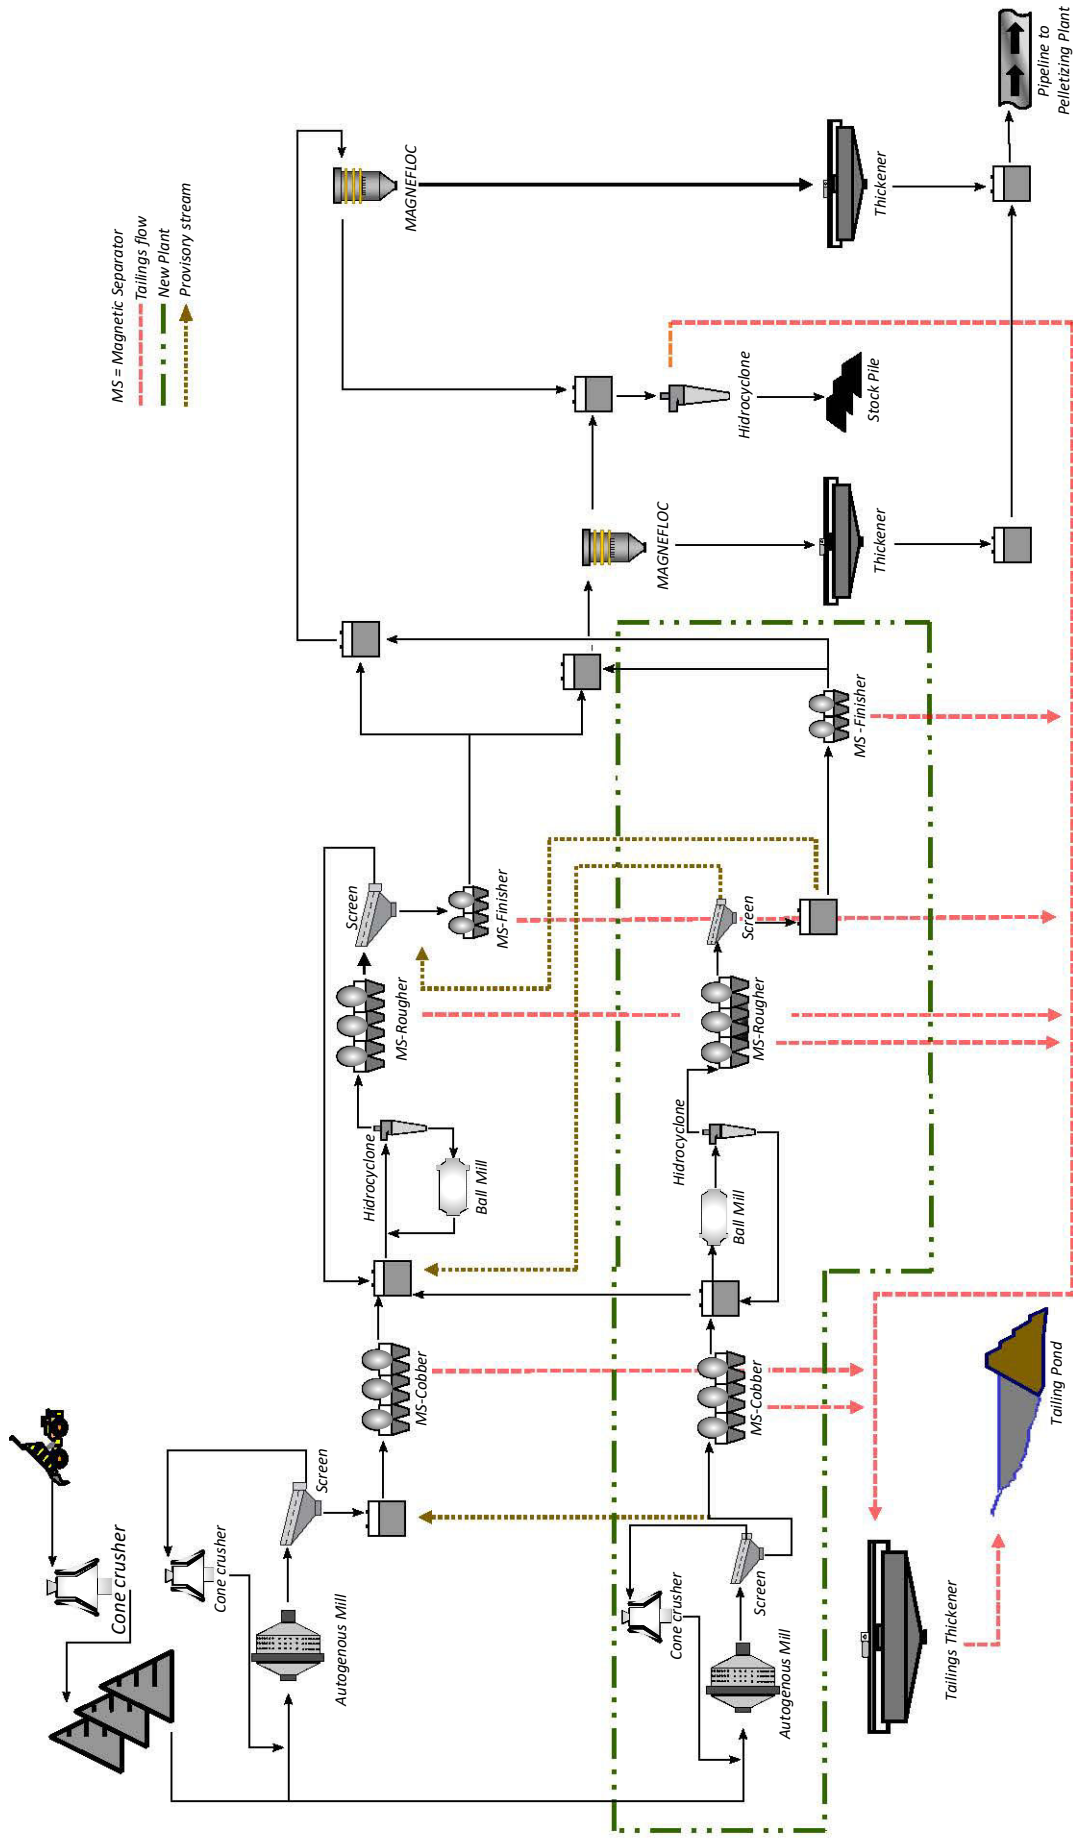 MS = Magnetic Separator
Tailings flow
New Plant
Provisory stream
Cone crusher
Cone crusher
Autogenous Mill
Screen
MS-Cobber
Hidrocyclone
Ball Mill
MS-Rougher
Screen
MS-Finisher
MAGNEFLOC
Thickener
Pipeline to
Pelletizing Plant
Cone crusher
Autogenous Mill
Screen
MS-Cobber
Ball Mill
Hidrocyclone
MS-Rougher
Screen
MS -Finisher
MAGNEFLOC
Thickener
Hidrocyclone
Stock Pile
Tailings Thickener
Tailing Pond